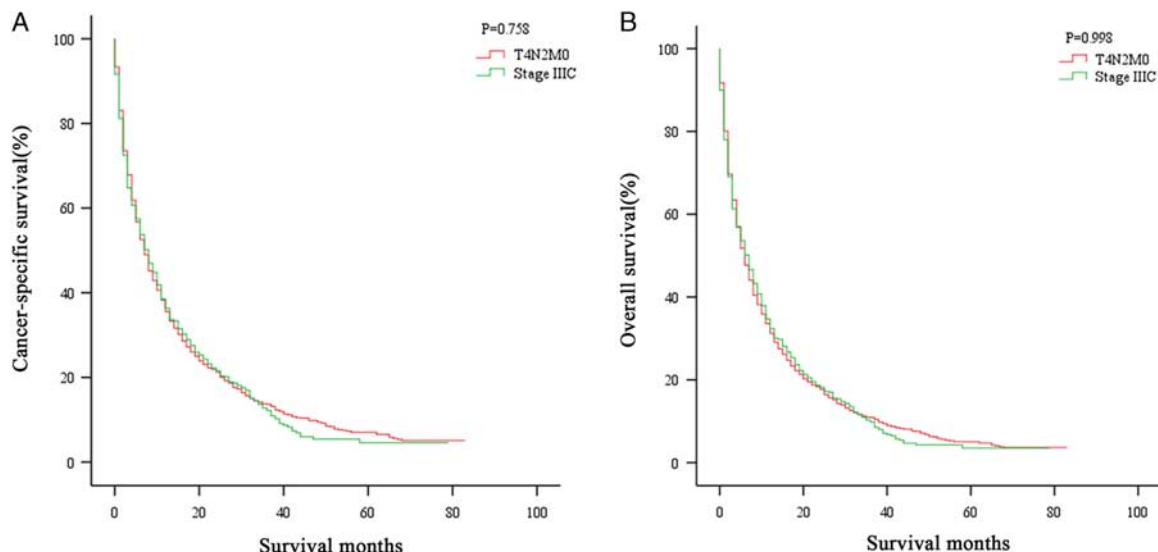 A
P=0.758
T4N2M0
Stage IIIC
Cancer-specific survival(%)
100
80
60
40
20
0
0 20 40 60 80 100
Survival months
B
P=0.998
T4N2M0
Stage IIIC
Overall survival(%)
100
80
60
40
20
0
0 20 40 60 80 100
Survival months